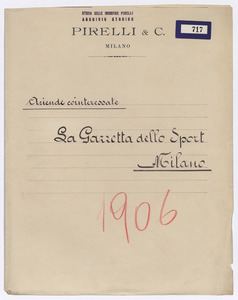 STORIA DELLE INDUSTRIE PIRELLI
ARCHIVIO STORICO
717
PIRELLI & C.
MILANO
Aziende cointeressate
La Gazzetta dello Sport
Milano
1906